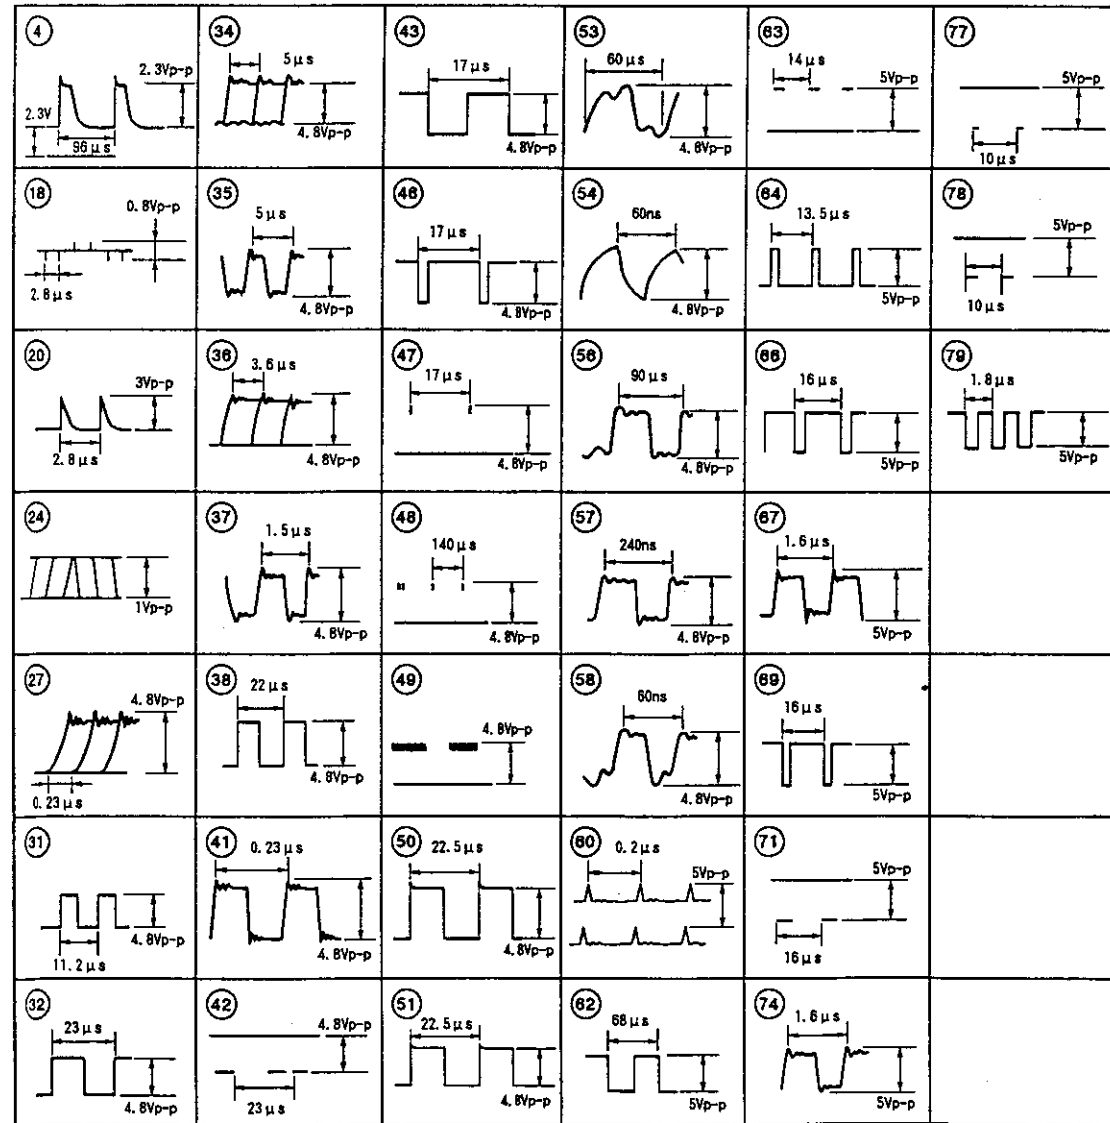 4
2.3Vp-p
2.3V
96μs
34
5μs
4.8Vp-p
43
17μs
4.8Vp-p
53
60μs
4.8Vp-p
63
14μs
5Vp-p
77
5Vp-p
10μs
18
0.8Vp-p
2.8μs
35
5μs
4.8Vp-p
46
17μs
4.8Vp-p
54
60ns
4.8Vp-p
64
13.5μs
5Vp-p
78
5Vp-p
10μs
20
3Vp-p
2.8μs
36
3.6μs
4.8Vp-p
47
17μs
4.8Vp-p
56
90μs
4.8Vp-p
66
16μs
5Vp-p
79
1.8μs
5Vp-p
24
1Vp-p
37
1.5μs
4.8Vp-p
48
140μs
4.8Vp-p
57
240ns
4.8Vp-p
67
1.6μs
5Vp-p
27
4.8Vp-p
0.23μs
38
22μs
4.8Vp-p
49
4.8Vp-p
58
60ns
4.8Vp-p
69
16μs
5Vp-p
31
4.8Vp-p
11.2μs
41
0.23μs
4.8Vp-p
50
22.5μs
4.8Vp-p
60
0.2μs
5Vp-p
71
5Vp-p
16μs
32
23μs
4.8Vp-p
42
4.8Vp-p
23μs
51
22.5μs
4.8Vp-p
62
68μs
5Vp-p
74
1.6μs
5Vp-p